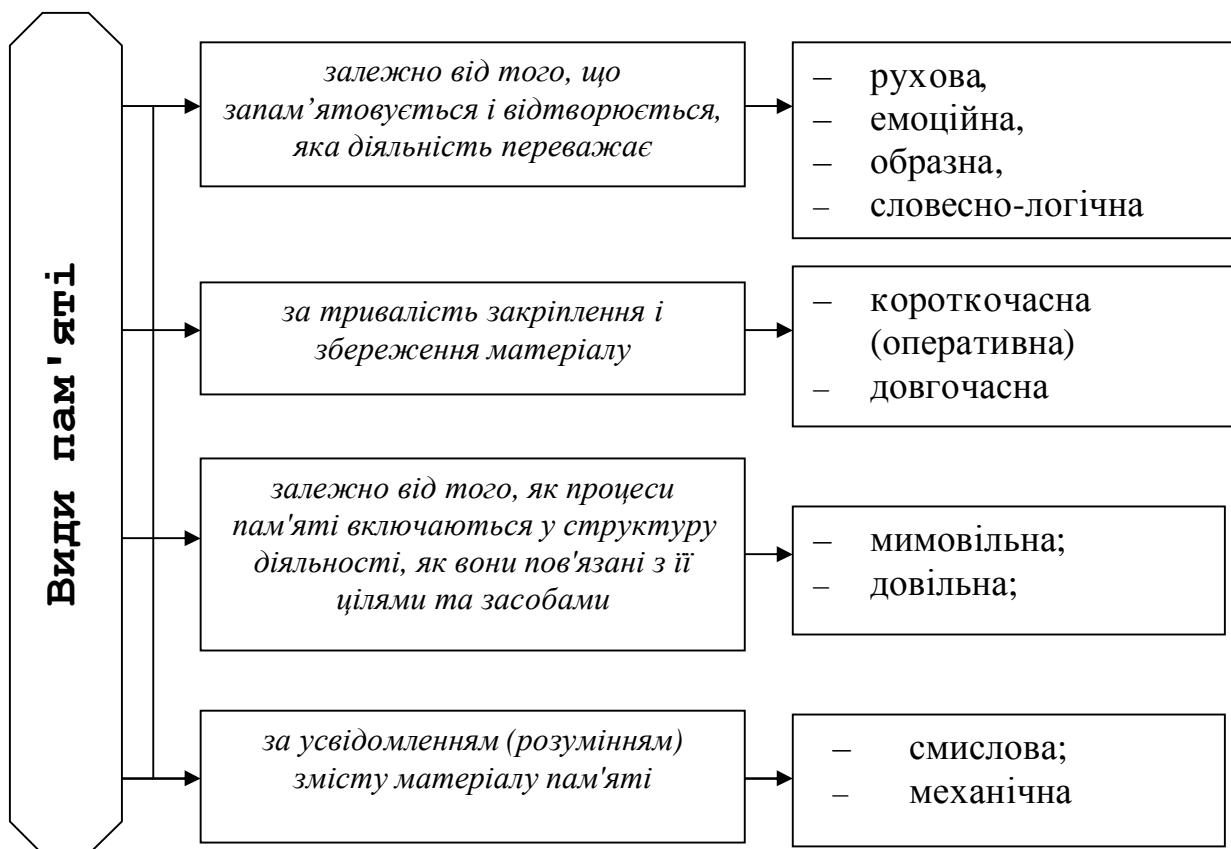 Види пам'яті
залежно від того, що
запам’ятовується і відтворюється,
яка діяльність переважає
– рухова,
– емоційна,
– образна,
– словесно-логічна
за тривалість закріплення і
збереження матеріалу
– короткочасна
(оперативна)
– довгочасна
залежно від того, як процеси
пам'яті включаються у структуру
діяльності, як вони пов'язані з її
цілями та засобами
– мимовільна;
– довільна;
за усвідомленням (розумінням)
змісту матеріалу пам'яті
– смислова;
– механічна